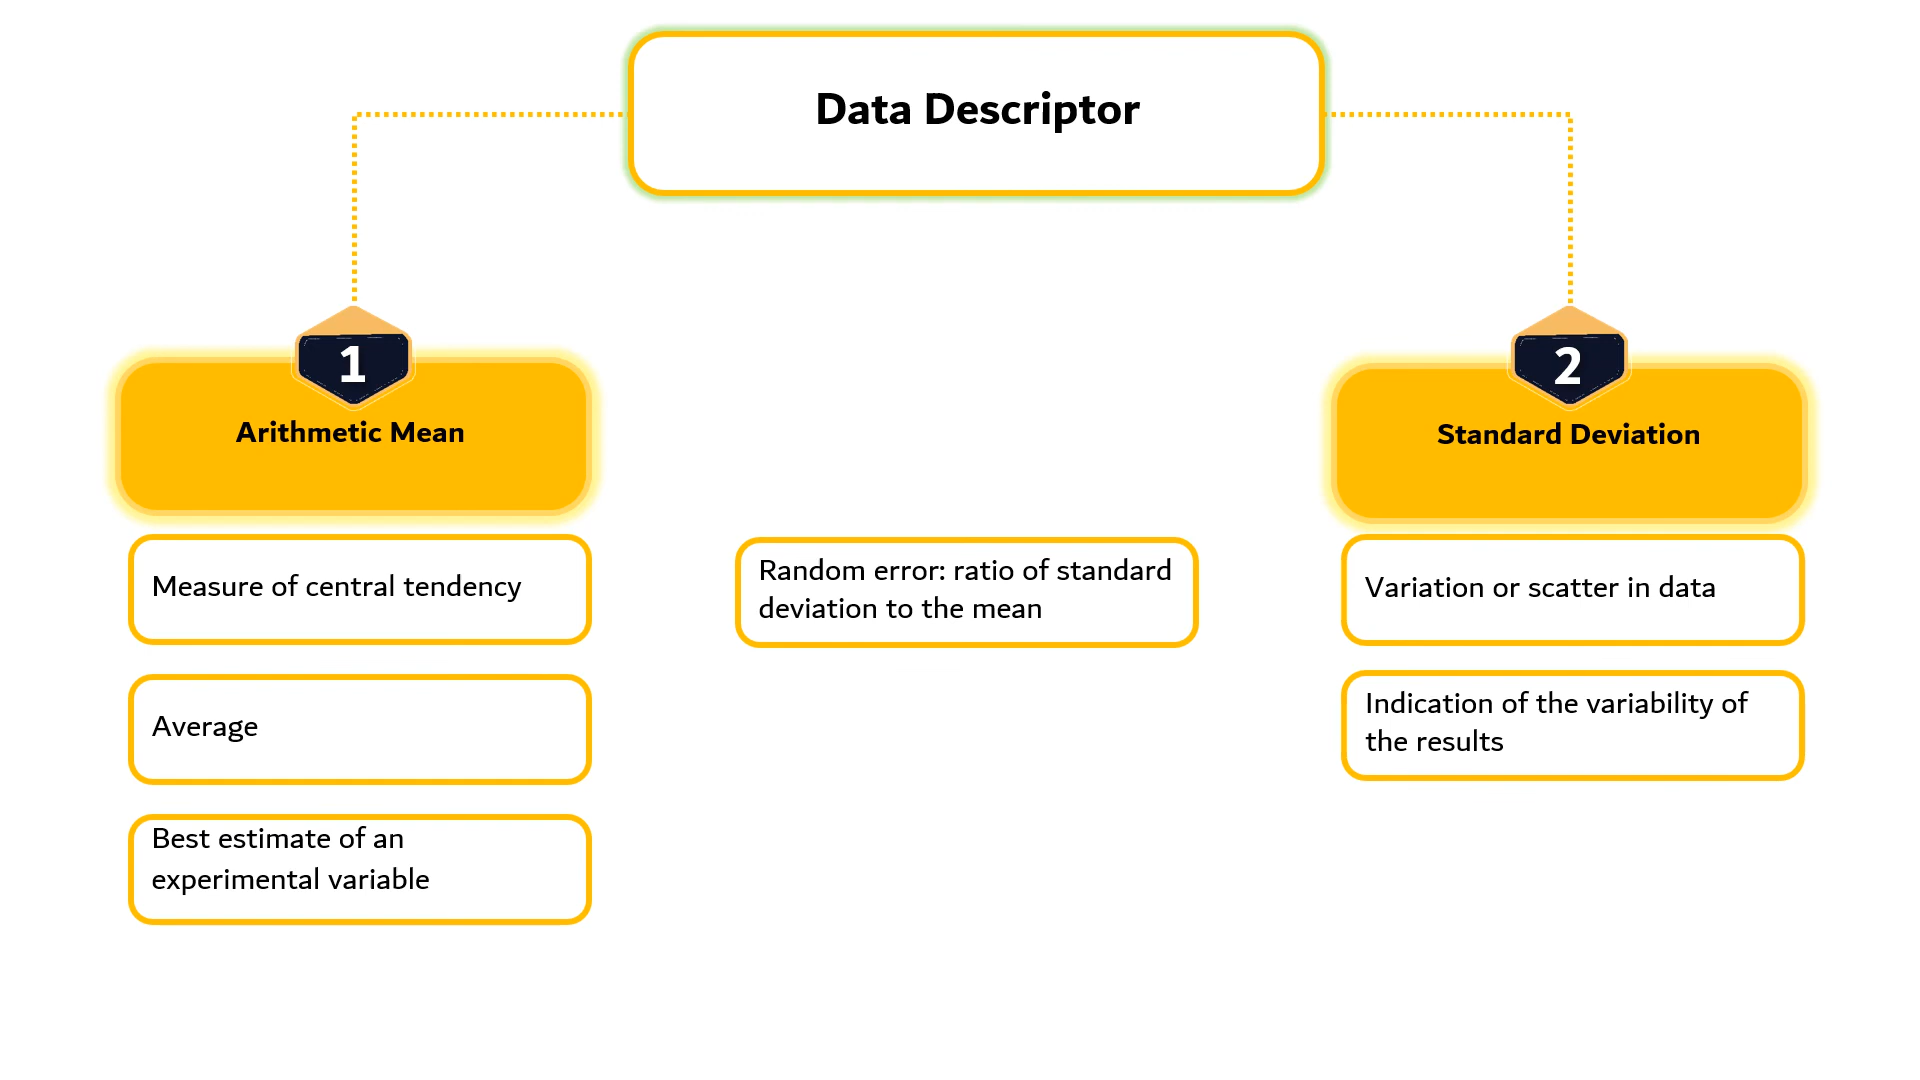 Data Descriptor
1
Arithmetic Mean
Measure of central tendency
Average
Best estimate of an
experimental variable
Random error: ratio of standard
deviation to the mean
2
Standard Deviation
Variation or scatter in data
Indication of the variability of
the results